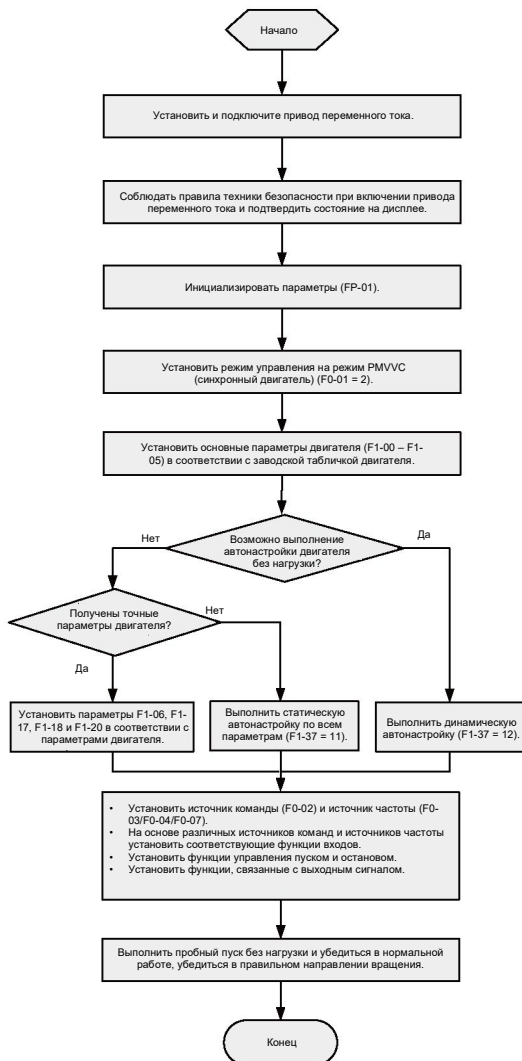 Начало
Установить и подключите привод переменного тока.
Соблюдать правила техники безопасности при включении привода
переменного тока и подтвердить состояние на дисплее.
Инициализировать параметры (FP-01).
Установить режим управления на режим PMVVC
(синхронный двигатель) (F0-01 = 2).
Установить основные параметры двигателя (F1-00 – F1-
05) в соответствии с заводской табличкой двигателя.
Возможно выполнение
автонастройки двигателя
без нагрузки?
Нет
Да
Получены точные
параметры двигателя?
Нет
Да
Установить параметры F1-06, F1-
17, F1-18 и F1-20 в соответствии с
параметрами двигателя.
Выполнить статическую
автонастройку по всем
параметрам (F1-37 = 11).
Выполнить динамическую
автонастройку (F1-37 = 12).
• Установить источник команды (F0-02) и источник частоты (F0-
03/F0-04/F0-07).
• На основе различных источников команд и источников частоты
установить соответствующие функции входов.
• Установить функции управления пуском и остановом.
• Установить функции, связанные с выходным сигналом.
Выполнить пробный пуск без нагрузки и убедиться в нормальной
работе, убедиться в правильном направлении вращения.
Конец